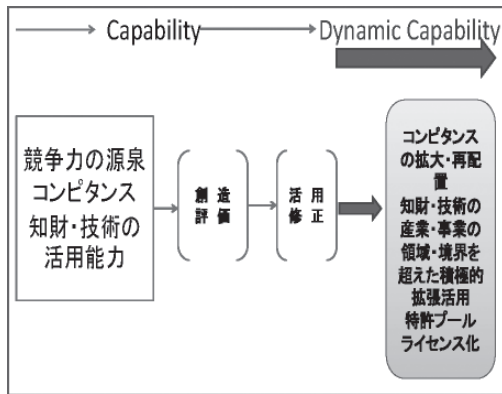 Capability
Dynamic Capability
競争力の源泉
コンピタンス
知財・技術の
活用能力
創造
評価
活用
修正
コンピタンス
の拡大・再配
置
知財・技術の
産業・事業の
領域・境界を
超えた積極的
拡張活用
特許プール
ライセンス化